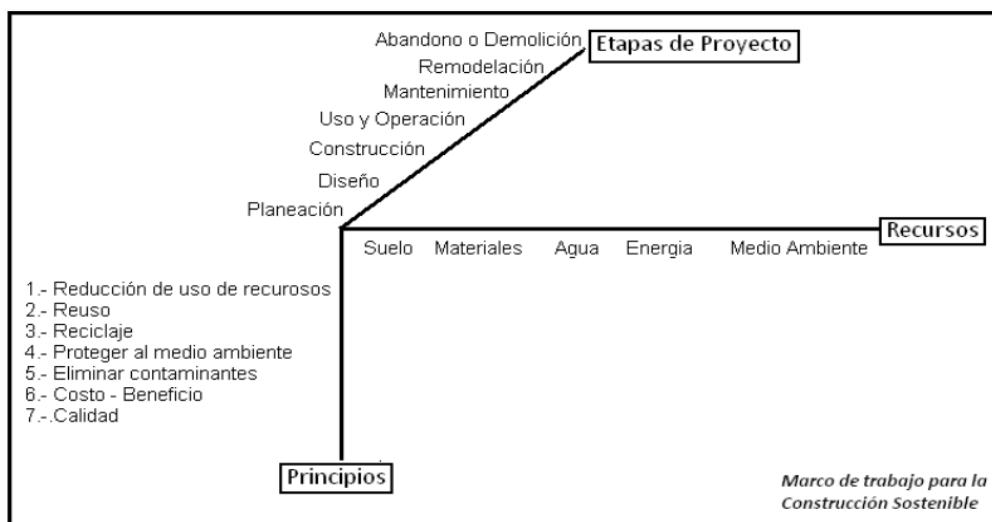 Abandono o Demolición
Etapas de Proyecto
Remodelación
Mantenimiento
Uso y Operación
Construcción
Diseño
Planeación
Recursos
Suelo Materiales Agua Energia Medio Ambiente
1.- Reducción de uso de recurosos
2.- Reuso
3.- Reciclaje
4.- Proteger al medio ambiente
5.- Eliminar contaminantes
6.- Costo - Beneficio
7.-.Calidad
Principios
Marco de trabajo para la
Construcción Sostenible